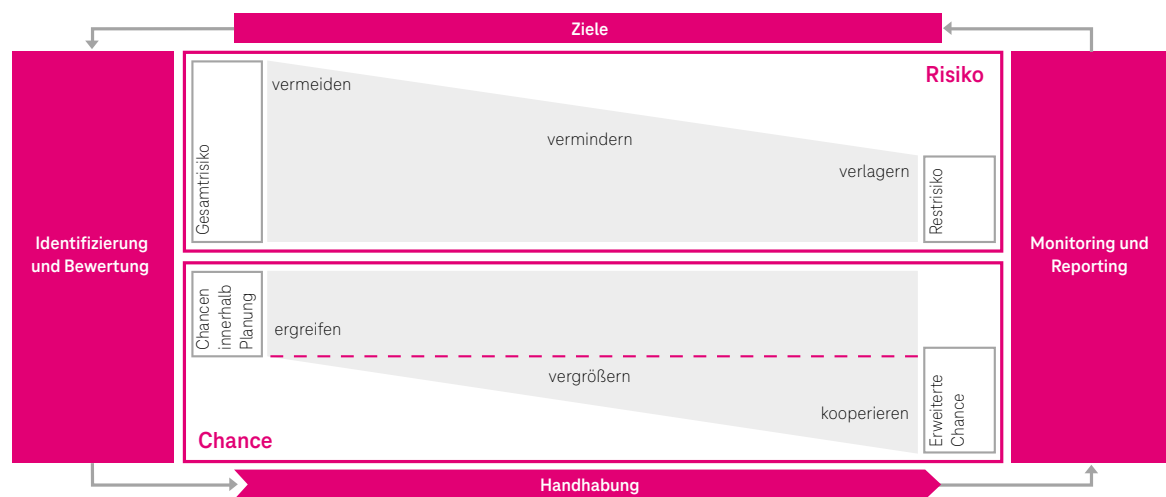 Ziele
Identifizierung
und Bewertung
Risiko
Gesamtrisiko
vermeiden
vermindern
verlagern
Restrisiko
Chancen
innerhalb
Planung
ergreifen
vergrößern
kooperieren
Erweiterte
Chance
Chance
Monitoring und
Reporting
Handhabung